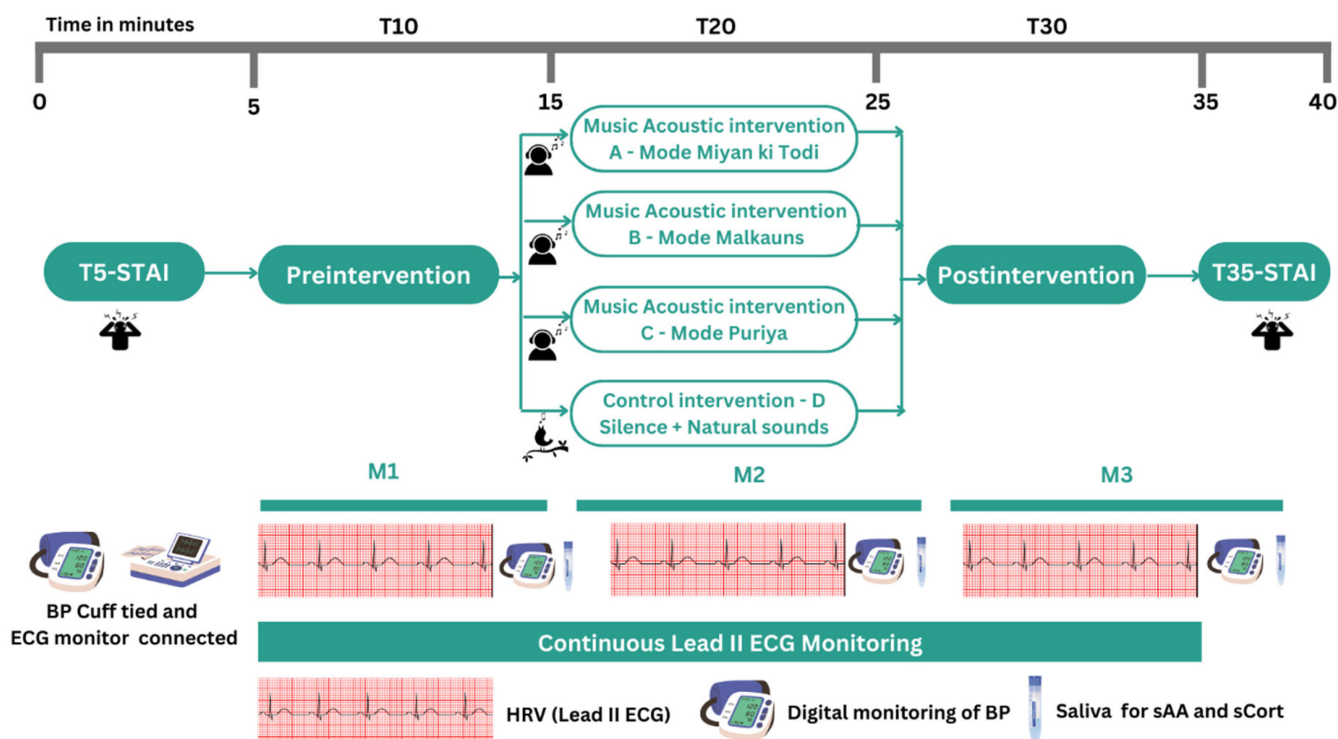 Time in minutes
T10
T20
T30
0
5
15
25
35
40
Music Acoustic intervention
A - Mode Miyan ki Todi
Music Acoustic intervention
B - Mode Malkauns
T5-STAI
Preintervention
Postintervention
T35-STAI
Music Acoustic intervention
C - Mode Puriya
Control intervention - D
Silence + Natural sounds
M1
M2
M3
BP Cuff tied and
ECG monitor connected
Continuous Lead II ECG Monitoring
HRV (Lead II ECG)
Digital monitoring of BP
Saliva for sAA and sCort